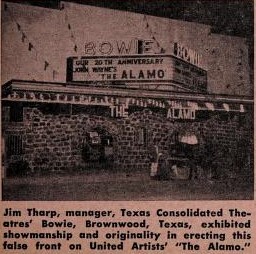 BOWIE
BOWIE
OUR 20TH ANNIVERSARY
JOHN WAYNE'S
"THE ALAMO"
THE ALAMO
Jim Tharp, manager, Texas Consolidated The-
atres' Bowie, Brownwood, Texas, exhibited
showmanship and originality in erecting this
false front on United Artists' "The Alamo."